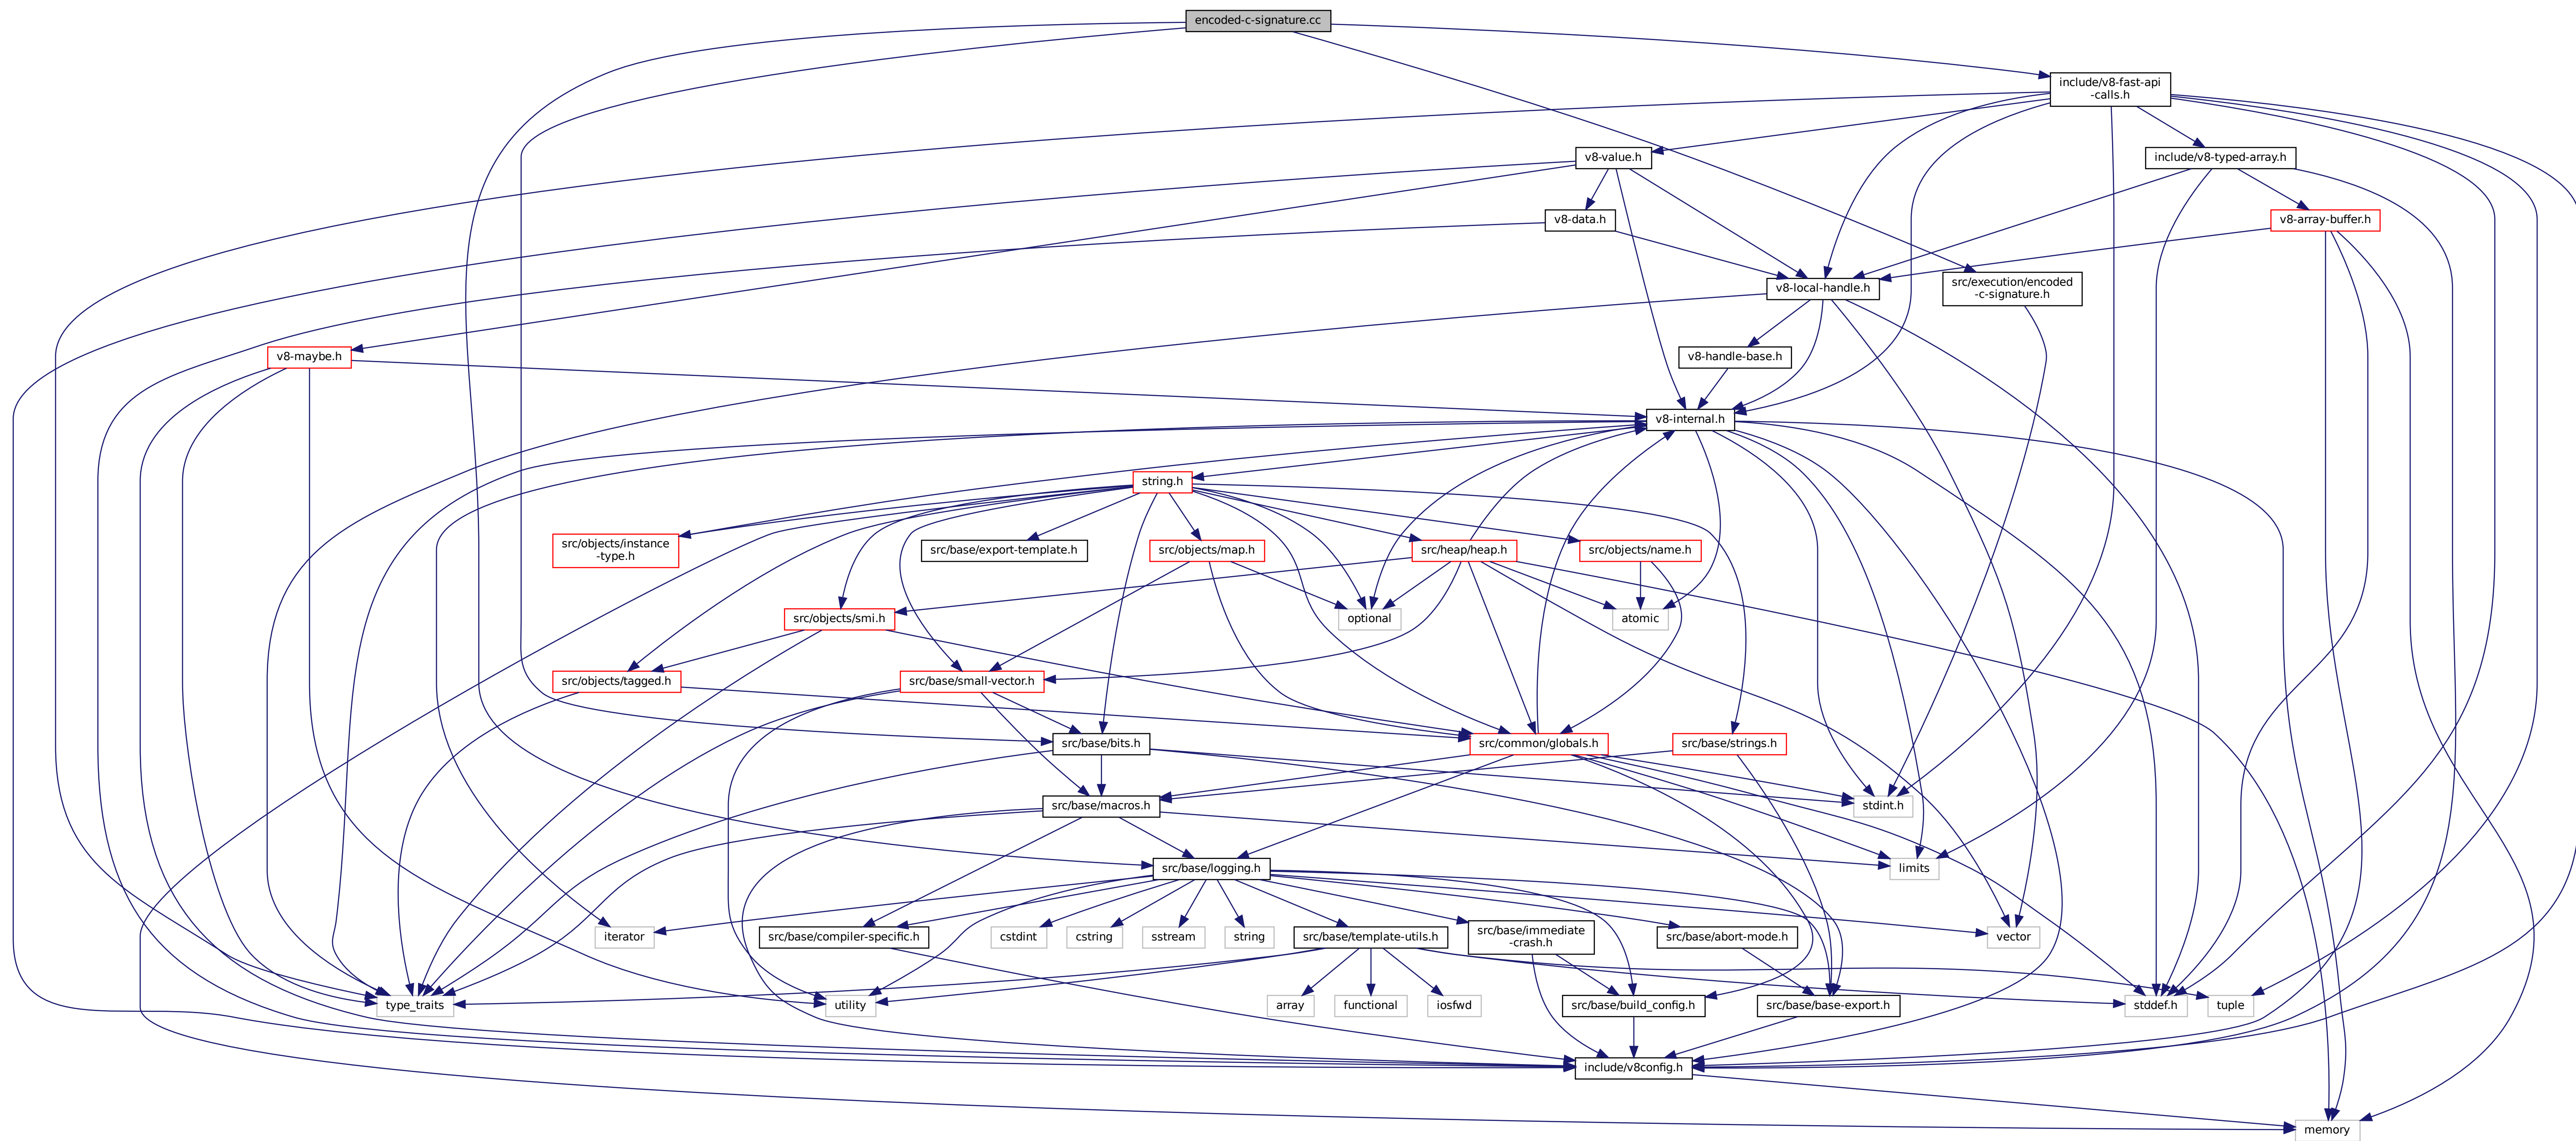 encoded-c-signature.cc
include/v8-fast-api
-calls.h
v8-value.h
include/v8-typed-array.h
v8-data.h
v8-array-buffer.h
v8-local-handle.h
src/execution/encoded
-c-signature.h
v8-maybe.h
v8-handle-base.h
v8-internal.h
string.h
src/objects/instance
-type.h
src/base/export-template.h
src/objects/map.h
src/heap/heap.h
src/objects/name.h
src/objects/smi.h
optional
atomic
src/objects/tagged.h
src/base/small-vector.h
src/base/bits.h
src/common/globals.h
src/base/strings.h
src/base/macros.h
stdint.h
src/base/logging.h
limits
iterator
src/base/compiler-specific.h
cstdint
cstring
sstream
string
src/base/template-utils.h
src/base/immediate
-crash.h
src/base/abort-mode.h
vector
type_traits
utility
array
functional
iosfwd
src/base/build_config.h
src/base/base-export.h
stddef.h
tuple
include/v8config.h
memory